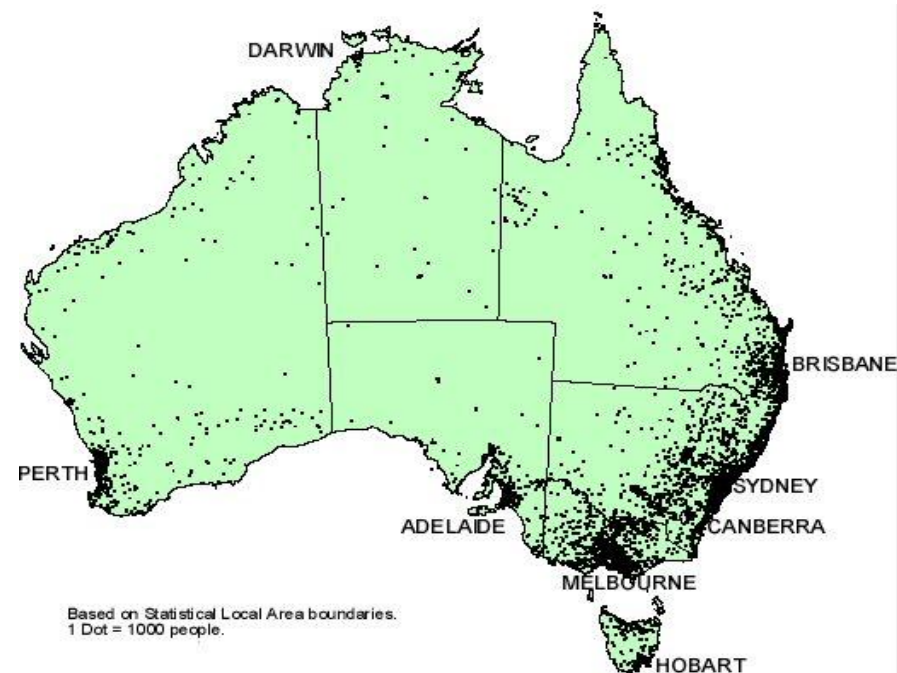 DARWIN
BRISBANE
PERTH
SYDNEY
ADELAIDE
CANBERRA
MELBOURNE
Based on Statistical Local Area boundaries.
1 Dot = 1000 people.
HOBART